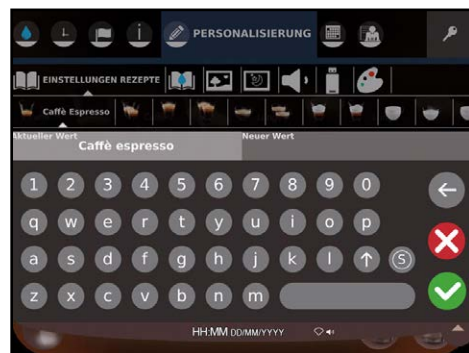 PERSONALISIERUNG
EINSTELLUNGEN REZEPTE
Caffè Espresso
Aktueller Wert Neuer Wert
Caffè espresso
1 2 3 4 5 6 7 8 9 0
q w e r t y u i o p
a s d f g h j k l S
z x c v b n m
HH:MM DD/MM/YYYY